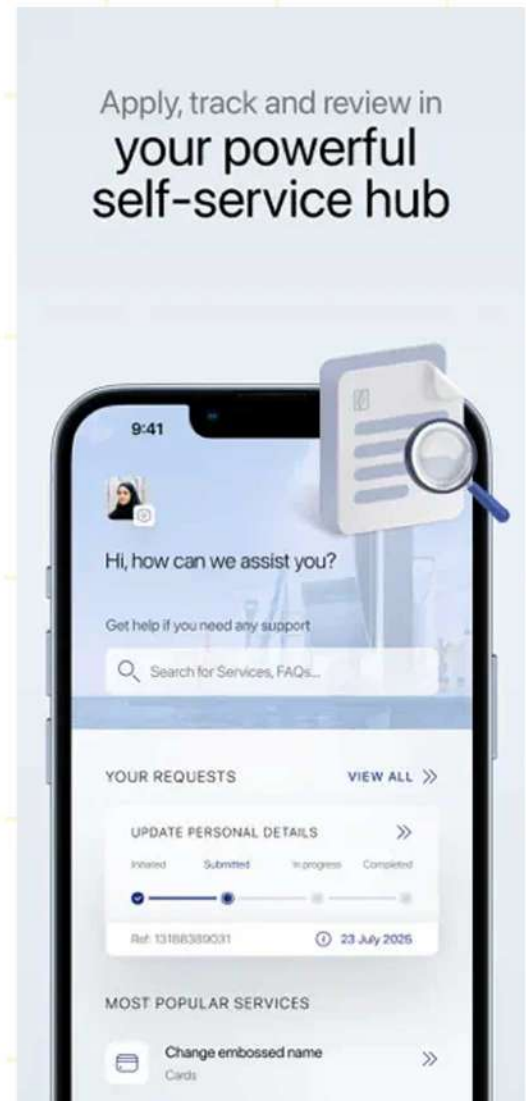 Apply, track and review in
your powerful
self-service hub
9:41
Hi, how can we assist you?
Get help if you need any support
Search for Services, FAQs...
YOUR REQUESTS VIEW ALL
UPDATE PERSONAL DETAILS
Initiated Submitted In progress Completed
Ref: 13188389031 23 July 2025
MOST POPULAR SERVICES
Change embossed name
Cards